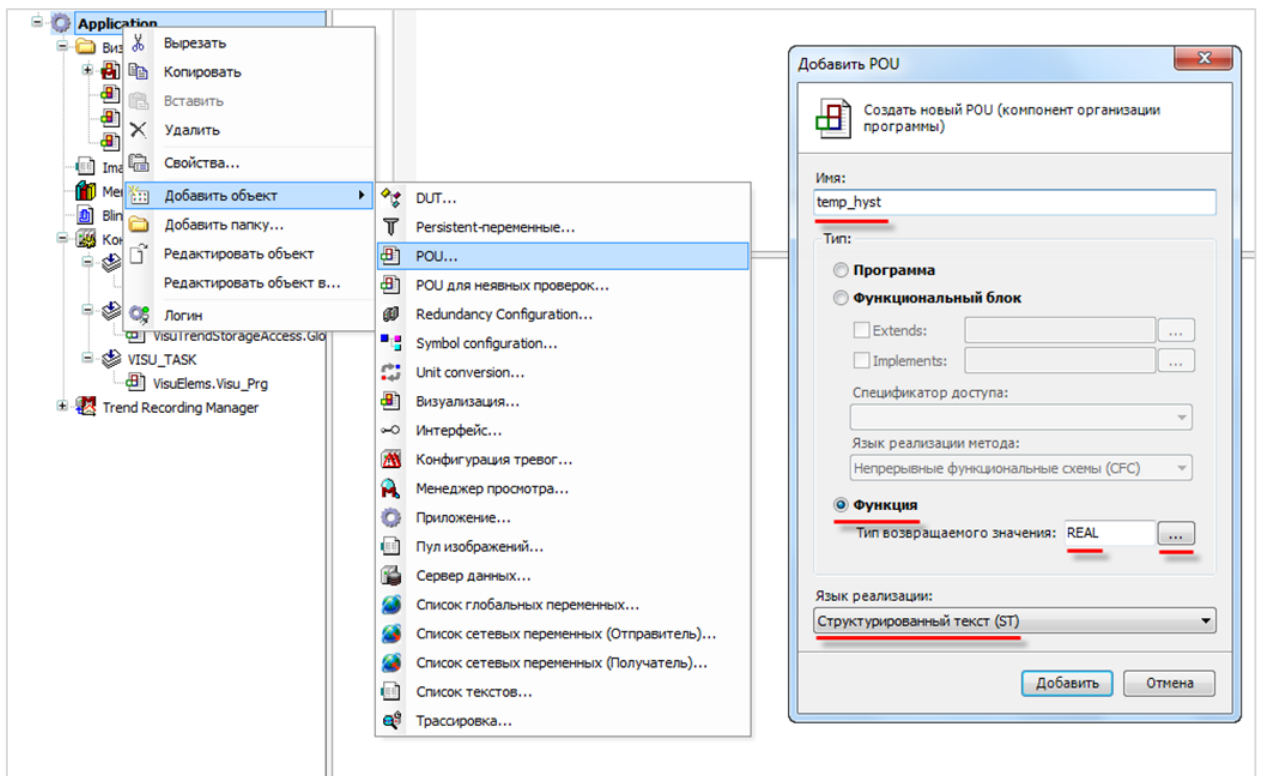 Application
Виз
Вырезать
Копировать
Вставить
Удалить
Ima
Свойства...
Мен
Добавить объект
Blin
Добавить папку...
Кон
Редактировать объект
Редактировать объект в...
Логин
VisuTrendStorageAccess.Glo
VISU_TASK
VisuElems.Visu_Prg
Trend Recording Manager
DUT...
Persistent-переменные...
POU...
POU для неявных проверок...
Redundancy Configuration...
Symbol configuration...
Unit conversion...
Визуализация...
Интерфейс...
Конфигурация тревог...
Менеджер просмотра...
Приложение...
Пул изображений...
Сервер данных...
Список глобальных переменных...
Список сетевых переменных (Отправитель)...
Список сетевых переменных (Получатель)...
Список текстов...
Трассировка...
Добавить POU
Создать новый POU (компонент организации
программы)
Имя:
temp_hyst
Тип:
Программа
Функциональный блок
Extends:
...
Implements:
...
Спецификатор доступа:
Язык реализации метода:
Непрерывные функциональные схемы (CFC)
Функция
Тип возвращаемого значения: REAL ...
Язык реализации:
Структурированный текст (ST)
Добавить Отмена